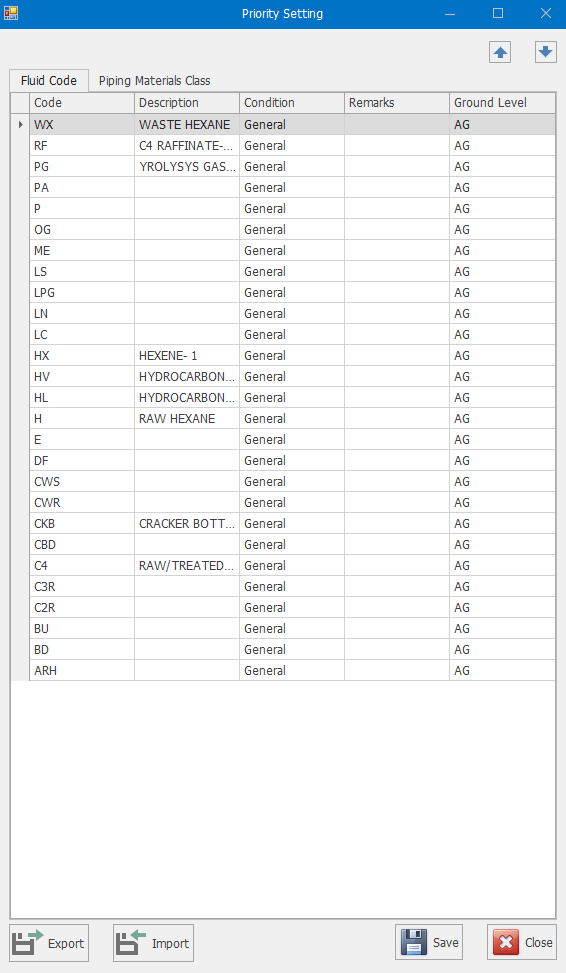 Priority Setting
Fluid Code Piping Materials Class
Code Description Condition Remarks Ground Level
WX WASTE HEXANE General AG
RF C4 RAFFINATE-... General AG
PG YROLYSYS GAS... General AG
PA General AG
P General AG
OG General AG
ME General AG
LS General AG
LPG General AG
LN General AG
LC General AG
HX HEXENE- 1 General AG
HV HYDROCARBON... General AG
HL HYDROCARBON... General AG
H RAW HEXANE General AG
E General AG
DF General AG
CWS General AG
CWR General AG
CKB CRACKER BOTT... General AG
CBD General AG
C4 RAW/TREATED... General AG
C3R General AG
C2R General AG
BU General AG
BD General AG
ARH General AG
Export Import Save Close